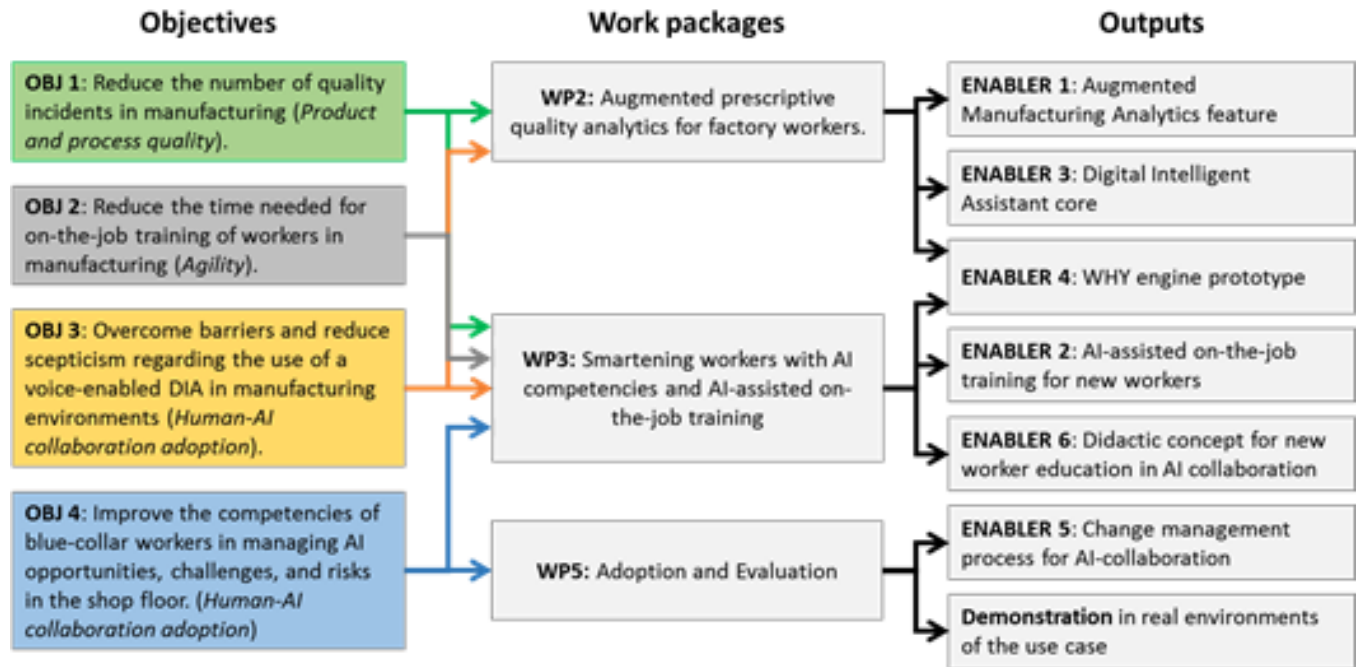 Objectives
OBJ 1: Reduce the number of quality
incidents in manufacturing (Product
and process quality).
OBJ 2: Reduce the time needed for
on-the-job training of workers in
manufacturing (Agility).
OBJ 3: Overcome barriers and reduce
scepticism regarding the use of a
voice-enabled DIA in manufacturing
environments (Human-AI
collaboration adoption).
OBJ 4: Improve the competencies of
blue-collar workers in managing AI
opportunities, challenges, and risks
in the shop floor. (Human-AI
collaboration adoption)
Work packages
WP2: Augmented prescriptive
quality analytics for factory workers.
WP3: Smartening workers with AI
competencies and AI-assisted on-
the-job training
WP5: Adoption and Evaluation
Outputs
ENABLER 1: Augmented
Manufacturing Analytics feature
ENABLER 3: Digital Intelligent
Assistant core
ENABLER 4: WHY engine prototype
ENABLER 2: AI-assisted on-the-job
training for new workers
ENABLER 6: Didactic concept for new
worker education in AI collaboration
ENABLER 5: Change management
process for AI-collaboration
Demonstration in real environments
of the use case